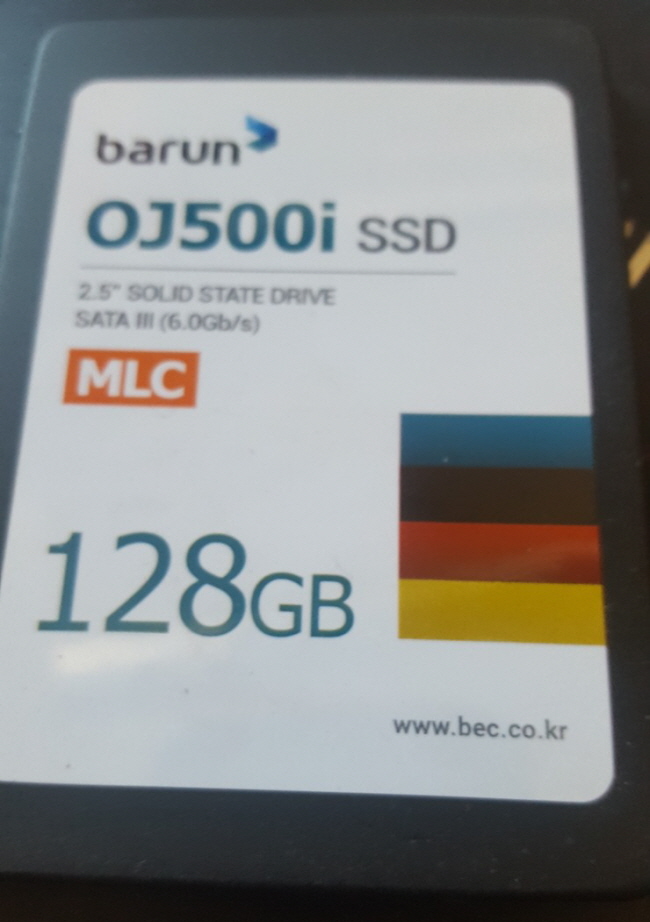 barun
OJ500i SSD
2.5" SOLID STATE DRIVE
SATA III (6.0Gb/s)
MLC
128GB
www.bec.co.kr